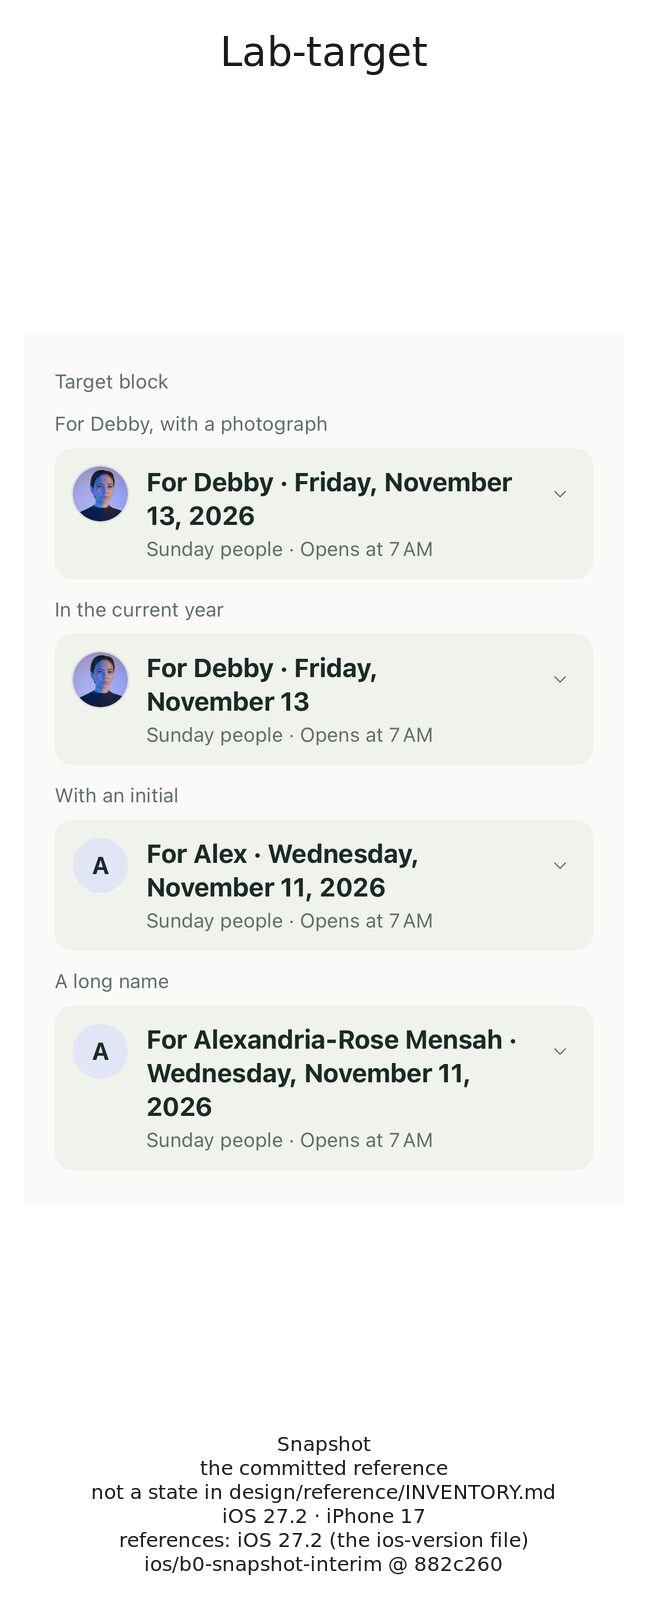 Lab-target
Target block
For Debby, with a photograph
For Debby · Friday, November
13, 2026
Sunday people · Opens at 7 AM
In the current year
For Debby · Friday,
November 13
Sunday people · Opens at 7 AM
With an initial
A
For Alex · Wednesday,
November 11, 2026
Sunday people · Opens at 7 AM
A long name
A
For Alexandria-Rose Mensah ·
Wednesday, November 11,
2026
Sunday people · Opens at 7 AM
Snapshot
the committed reference
not a state in design/reference/INVENTORY.md
iOS 27.2 · iPhone 17
references: iOS 27.2 (the ios-version file)
ios/b0-snapshot-interim @ 882c260